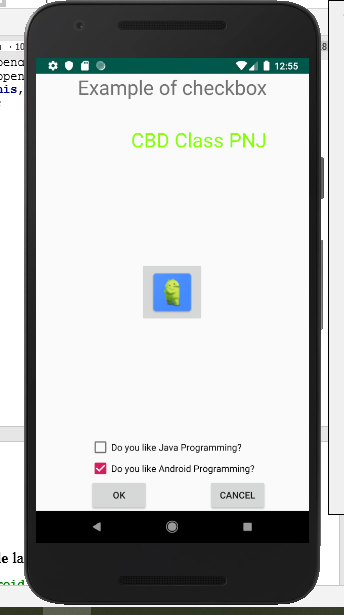 12:55
Example of checkbox
CBD Class PNJ
Do you like Java Programming?
Do you like Android Programming?
OK CANCEL